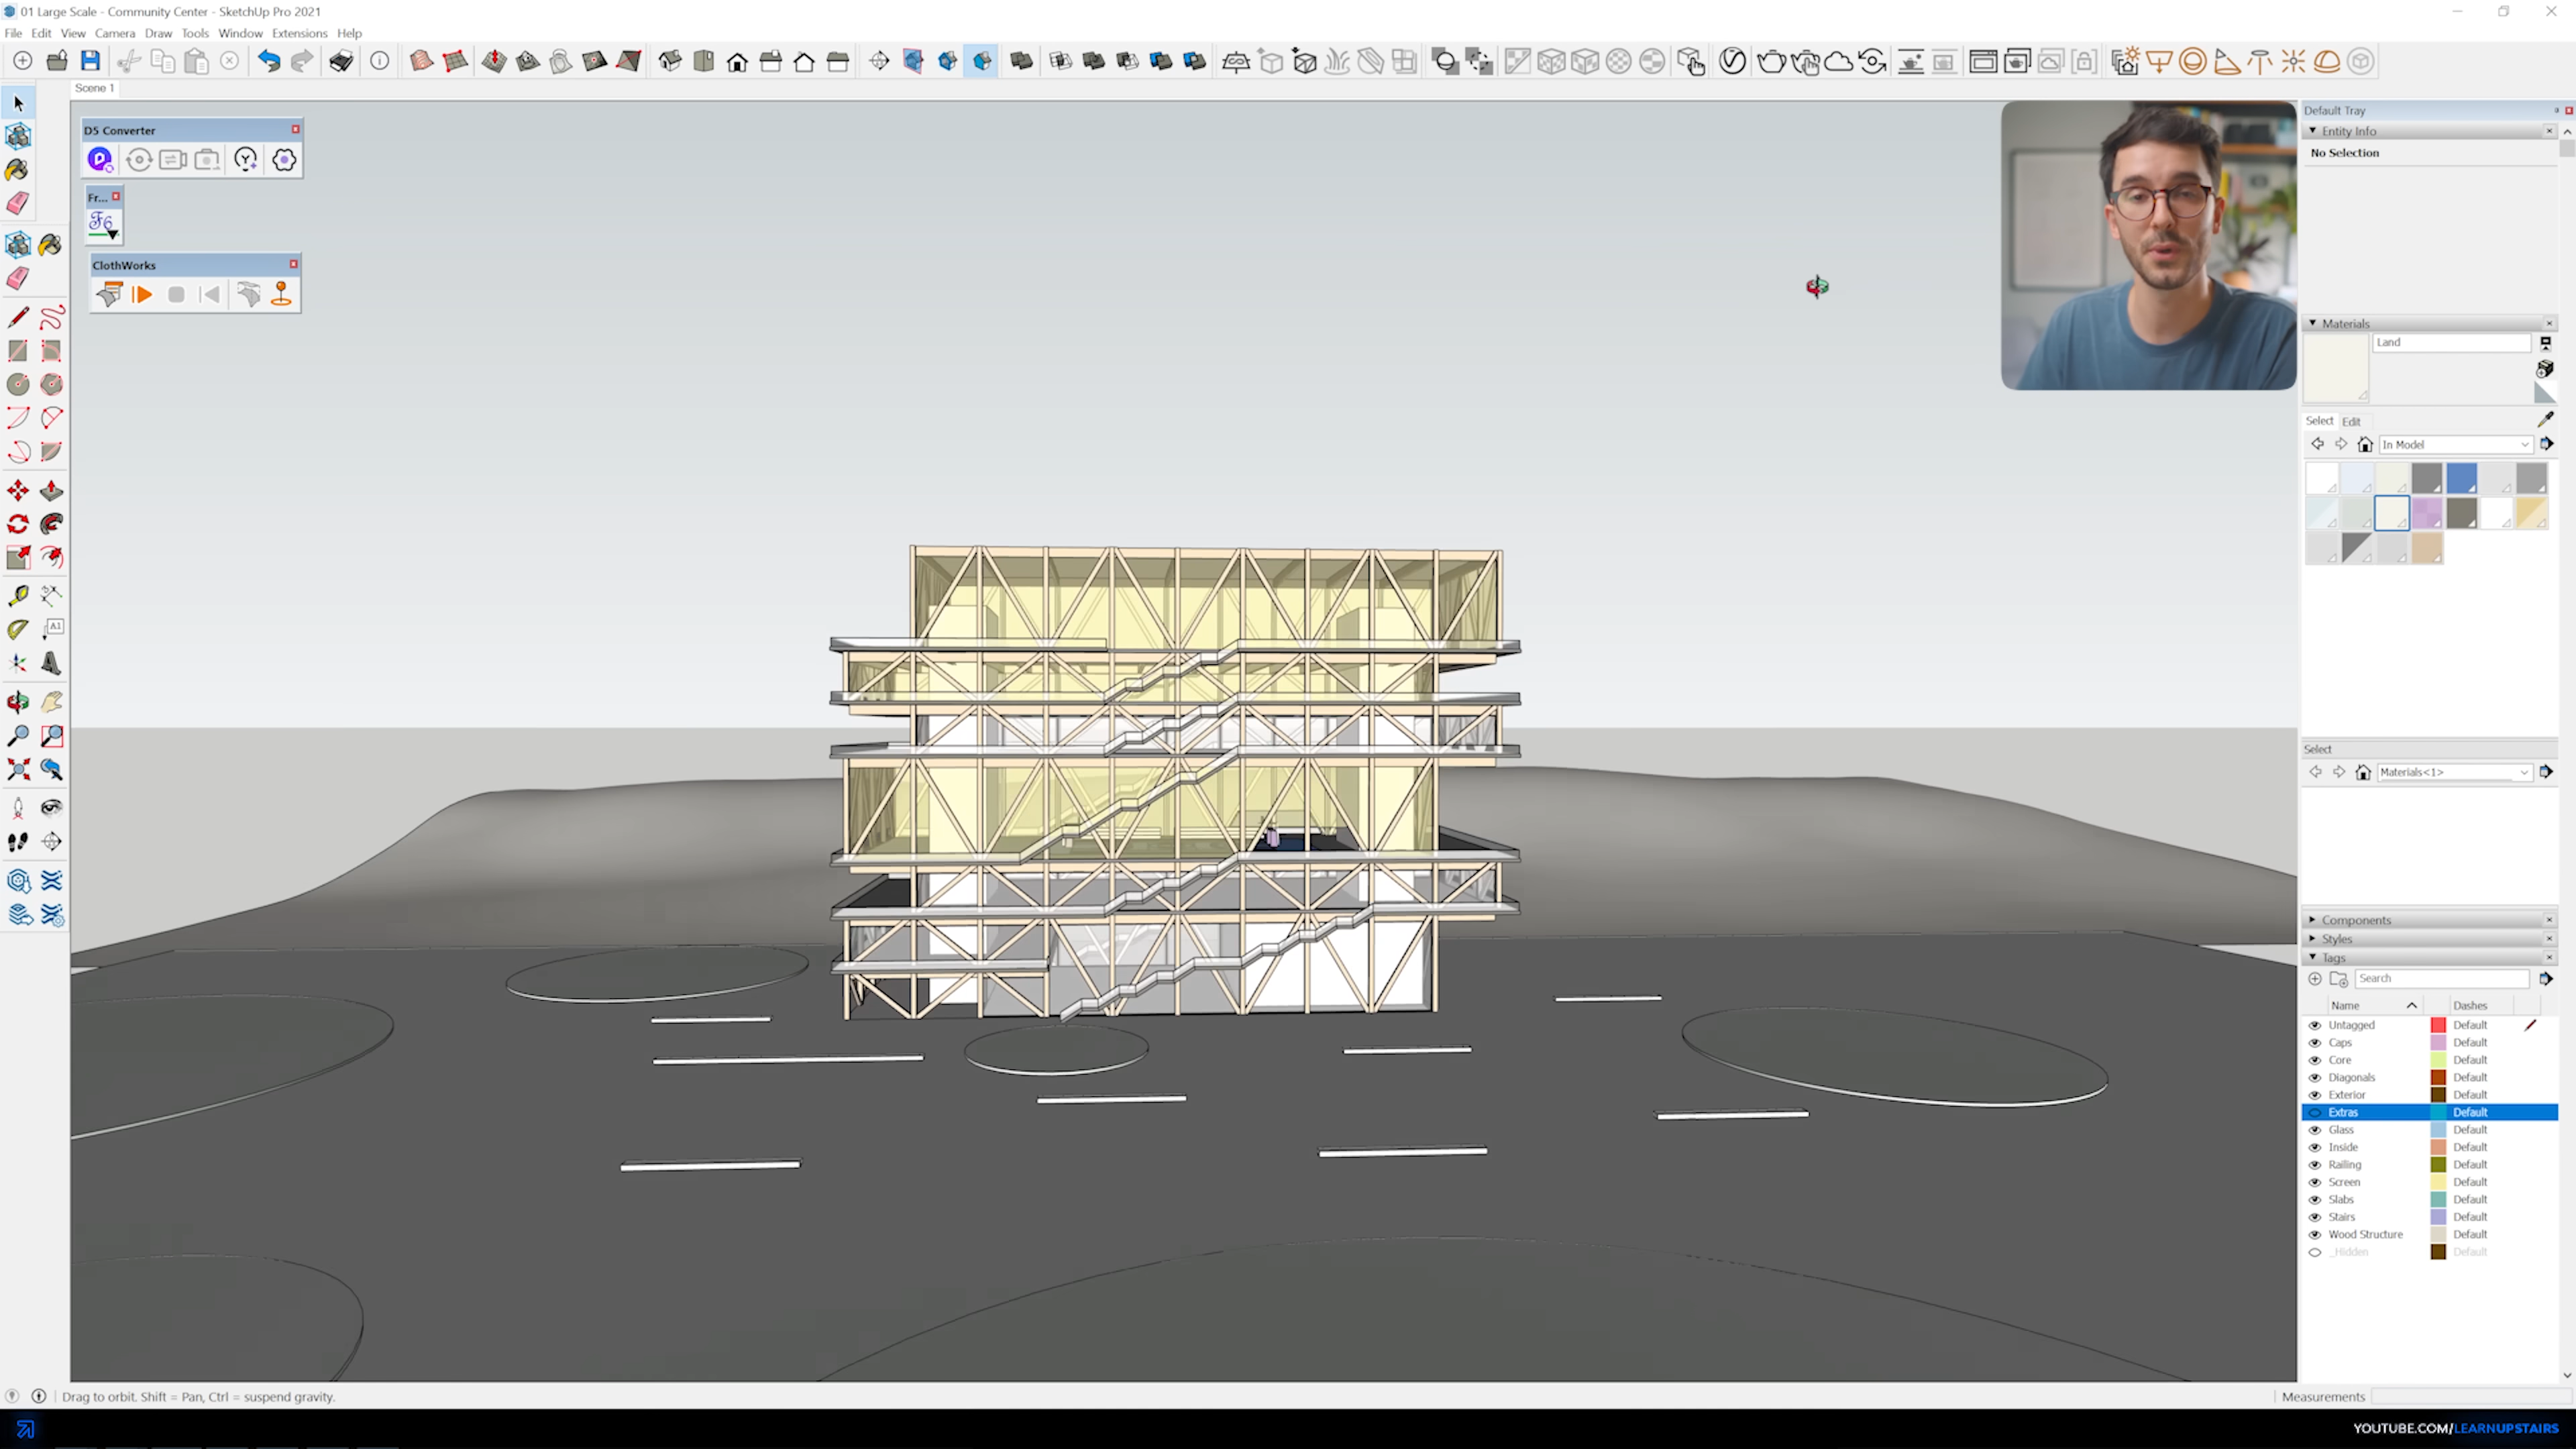 01 Large Scale - Community Center - SketchUp Pro 2021
File Edit View Camera Draw Tools Window Extensions Help
Scene 1
D5 Converter
Fr...
F6
ClothWorks
A1
Default Tray
Entity Info
No Selection
Materials
Land
Select Edit
In Model
Select
Materials<1>
Components
Styles
Tags
Search
Name Dashes
Untagged Default
Caps Default
Core Default
Diagonals Default
Exterior Default
Extras Default
Glass Default
Inside Default
Railing Default
Screen Default
Slabs Default
Stairs Default
Wood Structure Default
_Hidden Default
Drag to orbit. Shift = Pan, Ctrl = suspend gravity.
Measurements
YOUTUBE.COM/LEARNUPSTAIRS